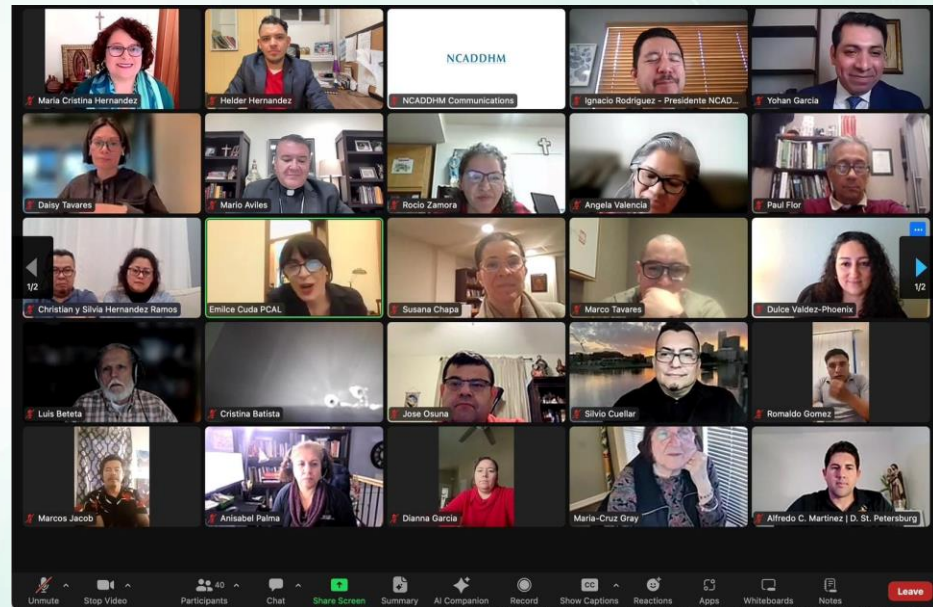 NCADDHM
Maria Cristina Hernandez
Helder Hernandez
NCADDHM Communications
Ignacio Rodriguez - Presidente NCAD...
Yohan Garcia
Daisy Tavares
Mario Aviles
Rocio Zamora
Angela Valencia
Paul Flor
1/2
Christian y Silvia Hernandez Ramos
Emilce Cuda PCAL
Susana Chapa
Marco Tavares
Dulce Valdez-Phoenix
1/2
Luis Beteta
Cristina Batista
Jose Osuna
Silvio Cuellar
Romaldo Gomez
Marcos Jacob
Anisabel Palma
Dianna Garcia
Maria-Cruz Gray
Alfredo C. Martinez | D. St. Petersburg
40
CC
Unmute
Stop Video
Participants
Chat
Share Screen
Summary
AI Companion
Record
Show Captions
Reactions
Apps
Whiteboards
Notes
Leave